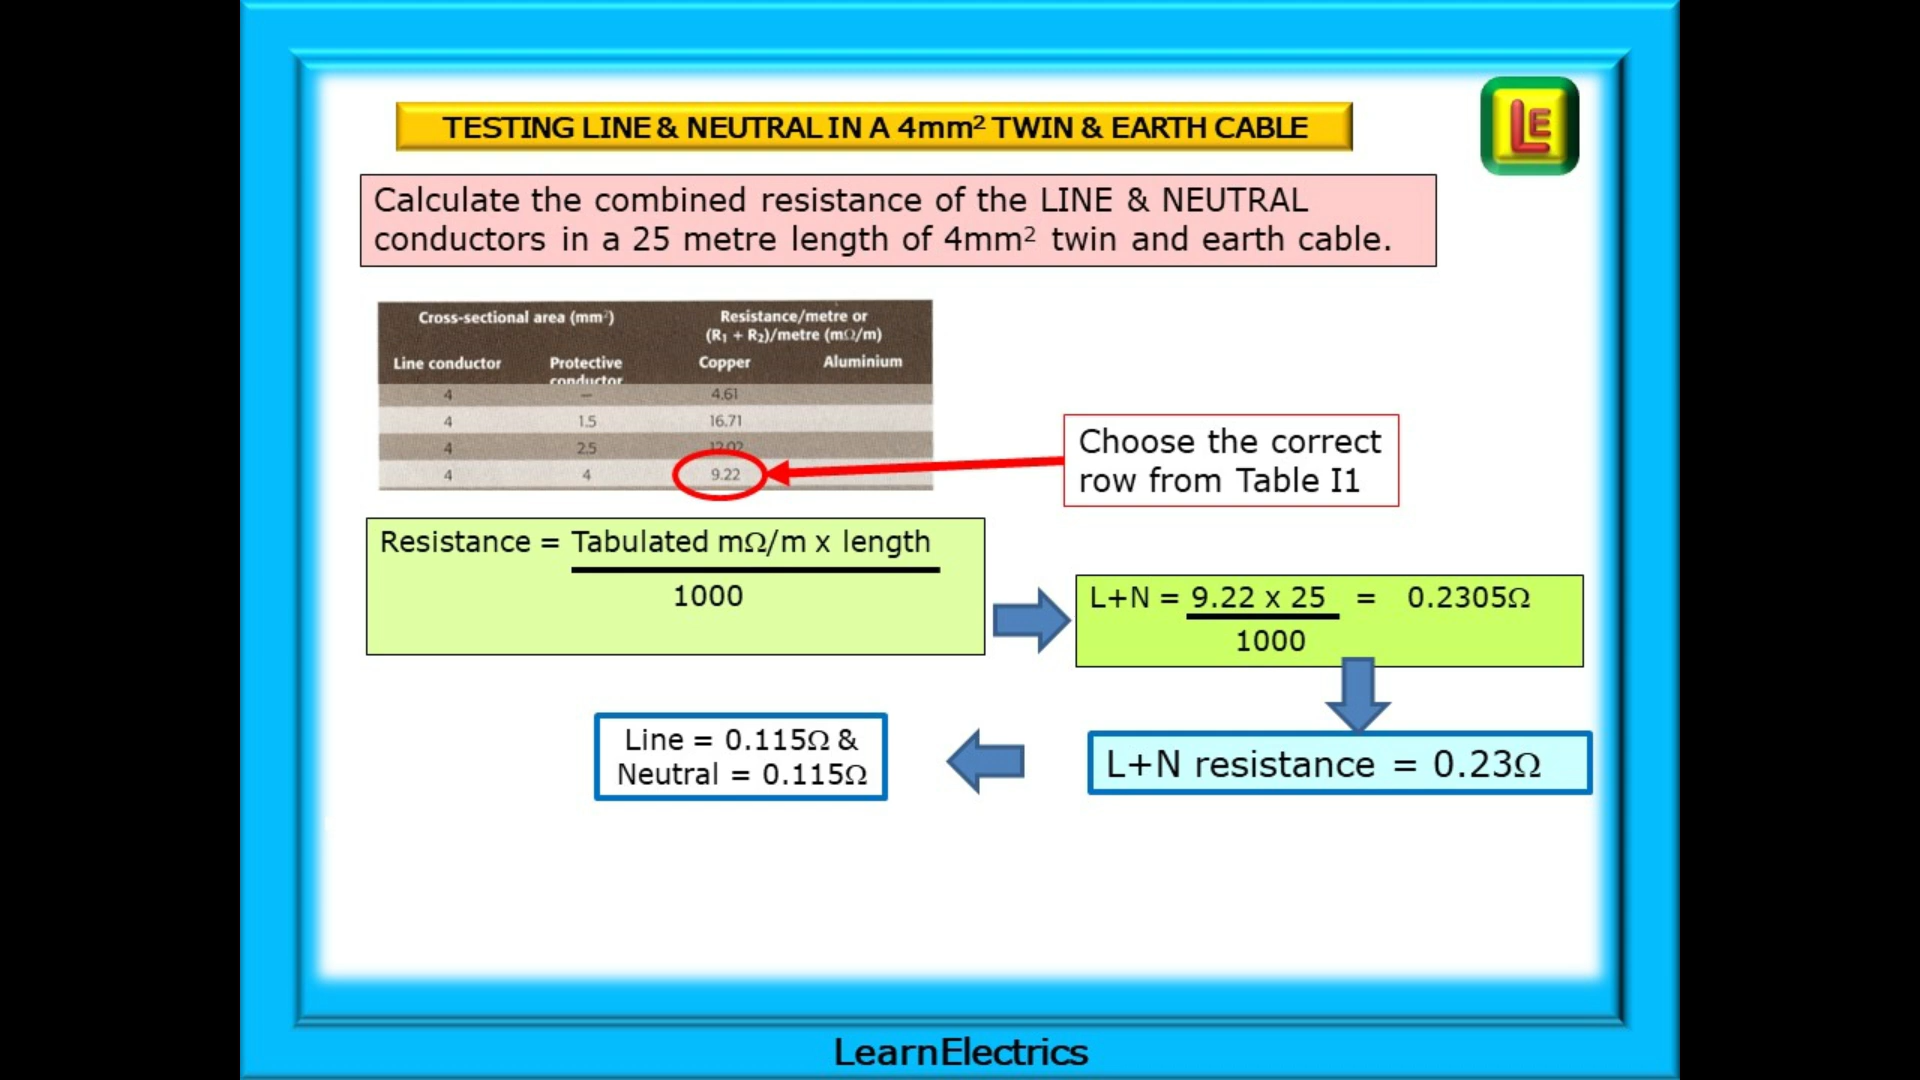 TESTING LINE & NEUTRAL IN A 4mm² TWIN & EARTH CABLE
LE
Calculate the combined resistance of the LINE & NEUTRAL
conductors in a 25 metre length of 4mm² twin and earth cable.
Cross-sectional area (mm²) Resistance/metre or
(R₁ + R₂)/metre (mΩ/m)
Line conductor Protective conductor Copper Aluminium
4 — 4.61
4 1.5 16.71
4 2.5 12.02
4 4 9.22
Choose the correct
row from Table I1
Resistance = Tabulated mΩ/m x length
1000
L+N = 9.22 x 25 = 0.2305Ω
1000
L+N resistance = 0.23Ω
Line = 0.115Ω &
Neutral = 0.115Ω
LearnElectrics